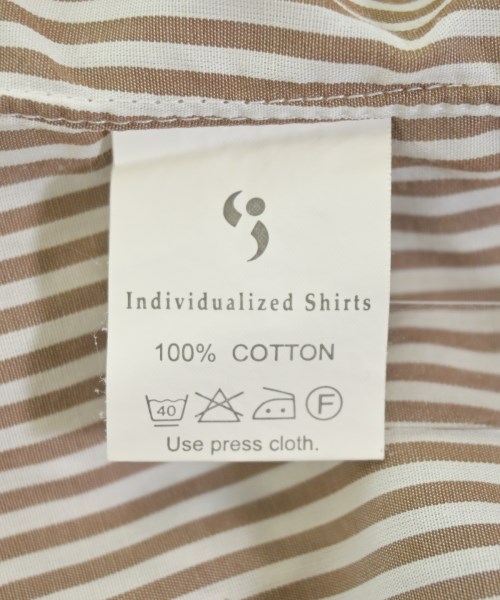 Individualized Shirts
100% COTTON
40 F
Use press cloth.